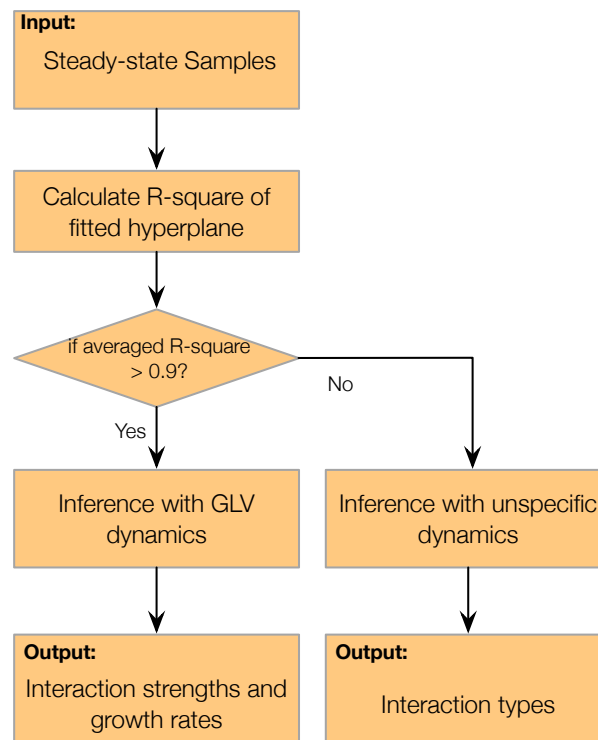 Input:
Steady-state Samples
Calculate R-square of
fitted hyperplane
if averaged R-square
> 0.9?
No
Yes
Inference with GLV
dynamics
Inference with unspecific
dynamics
Output:
Interaction strengths and
growth rates
Output:
Interaction types